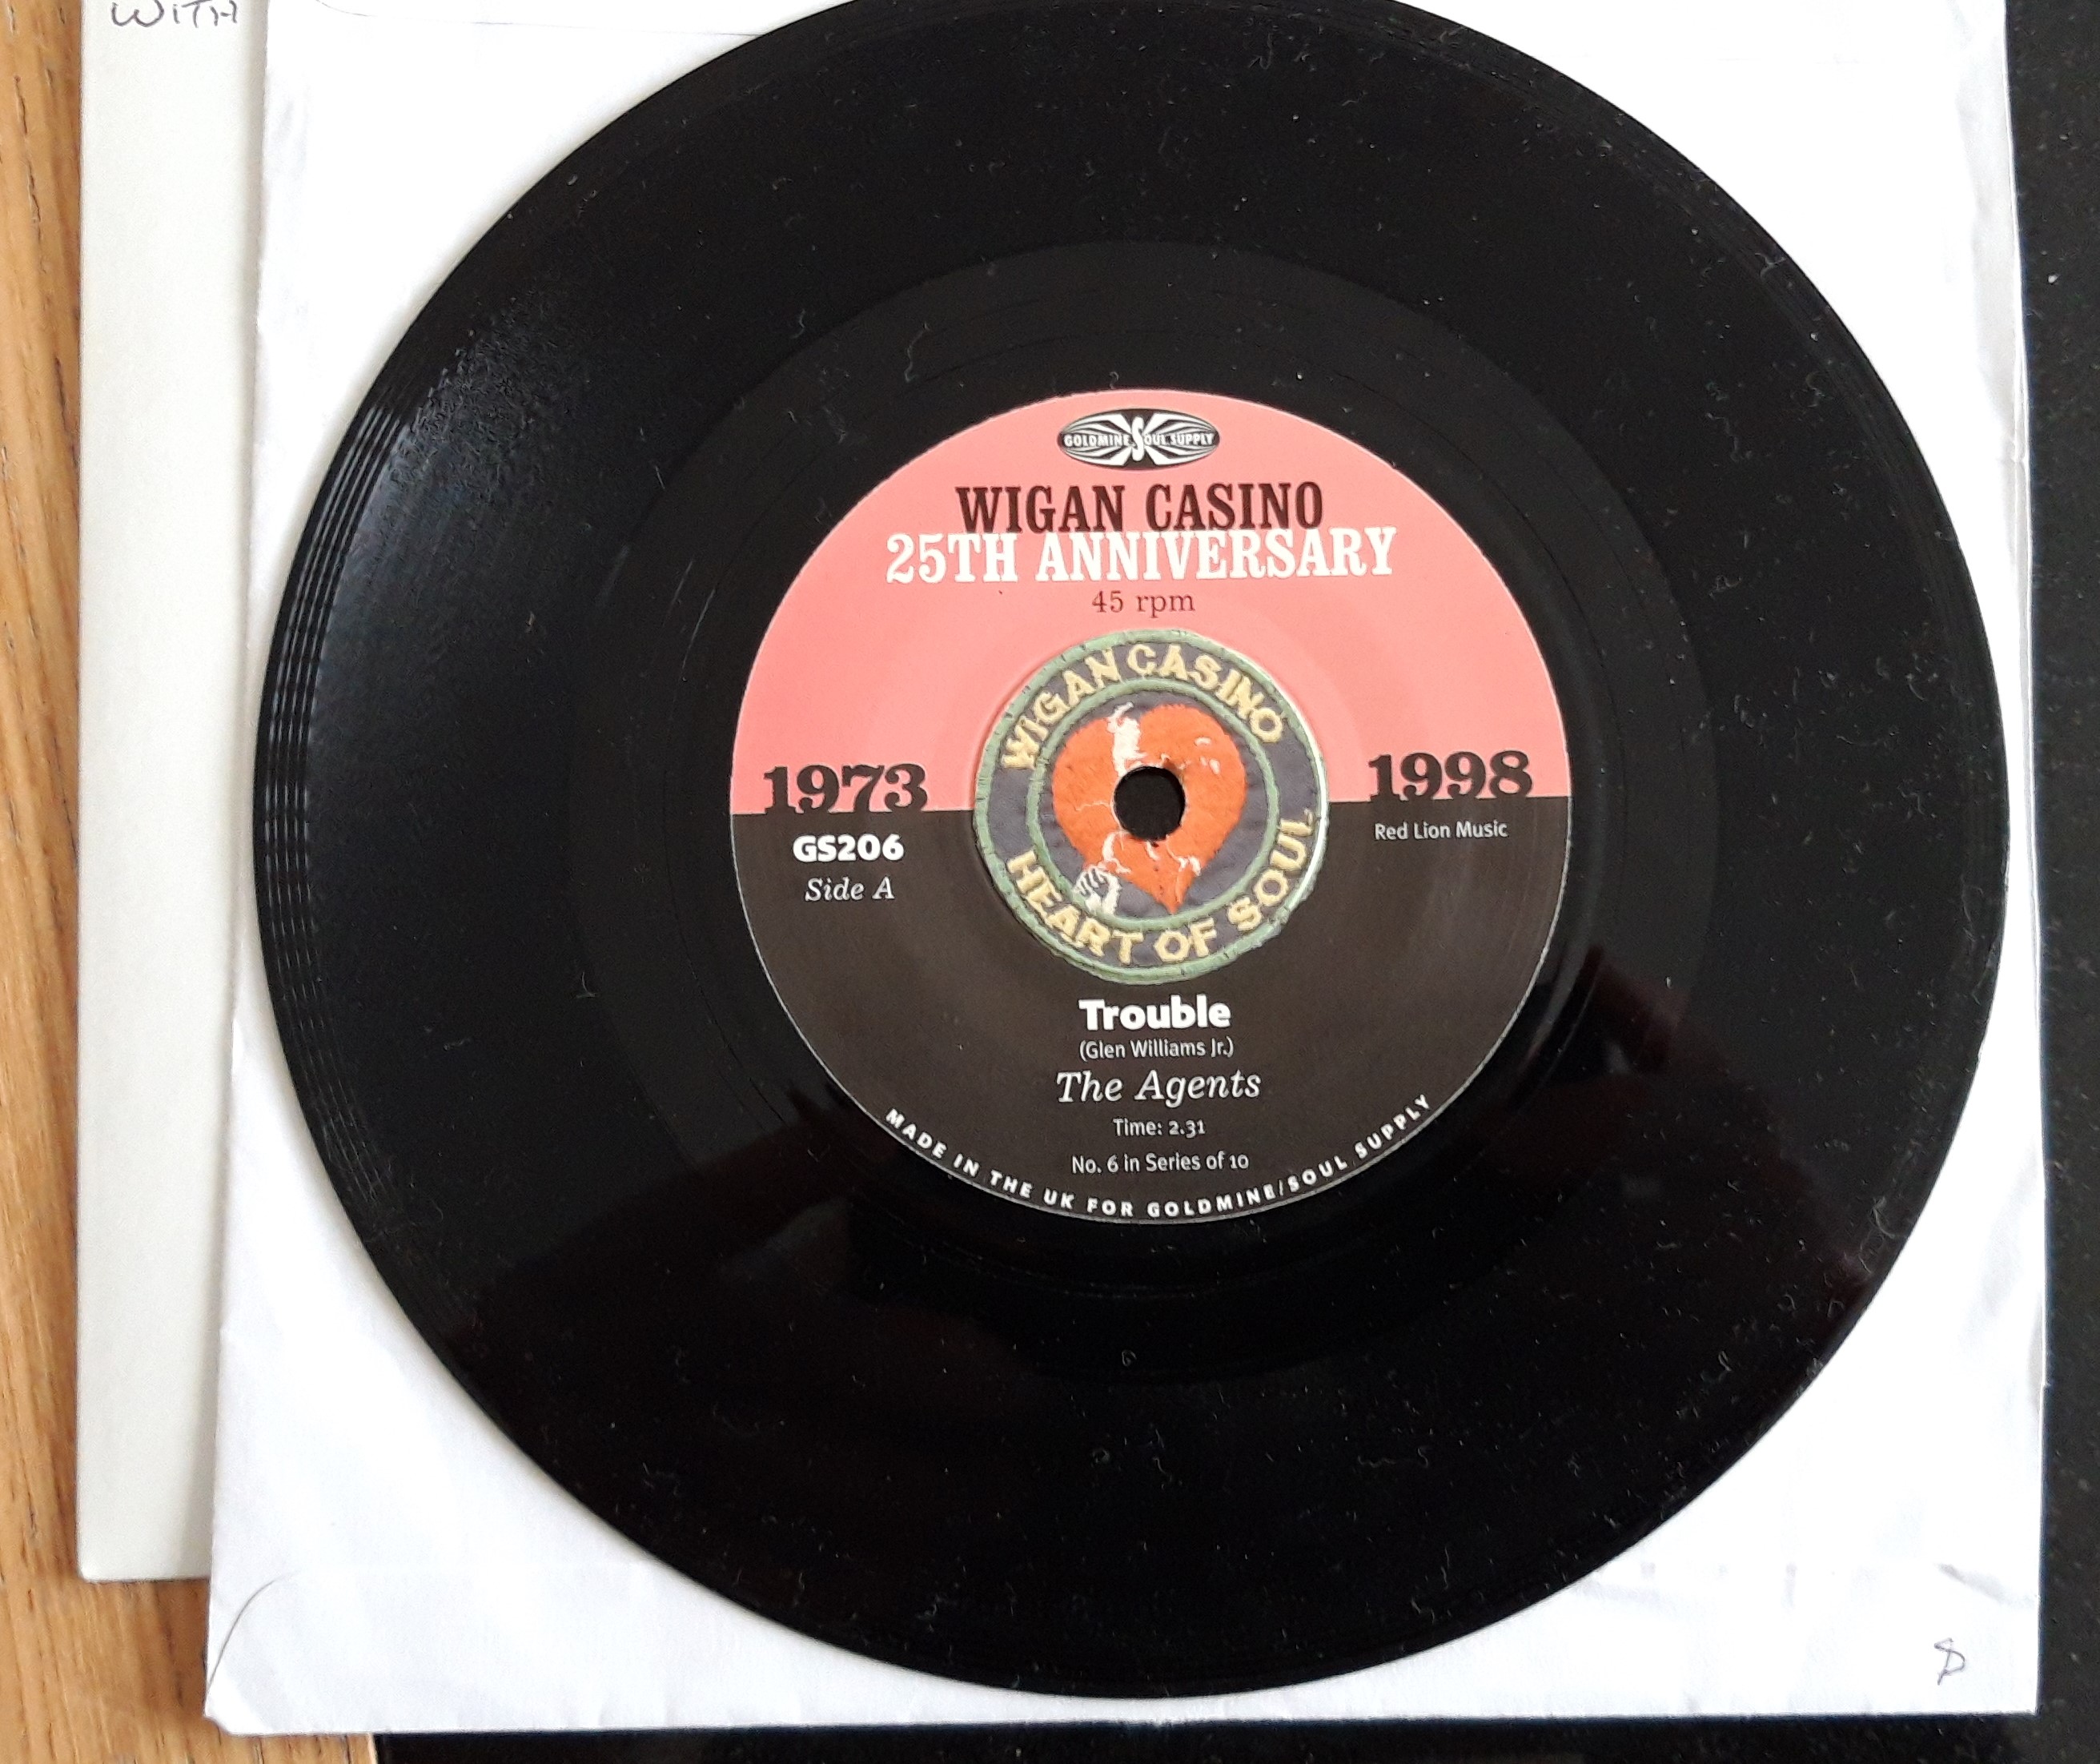 WITH
GOLDMINE SOUL SUPPLY
WIGAN CASINO
25TH ANNIVERSARY
45 rpm
WIGAN CASINO
HEART OF SOUL
1973
1998
GS206
Side A
Red Lion Music
Trouble
(Glen Williams Jr.)
The Agents
Time: 2.31
No. 6 in Series of 10
MADE IN THE UK FOR GOLDMINE/SOUL SUPPLY